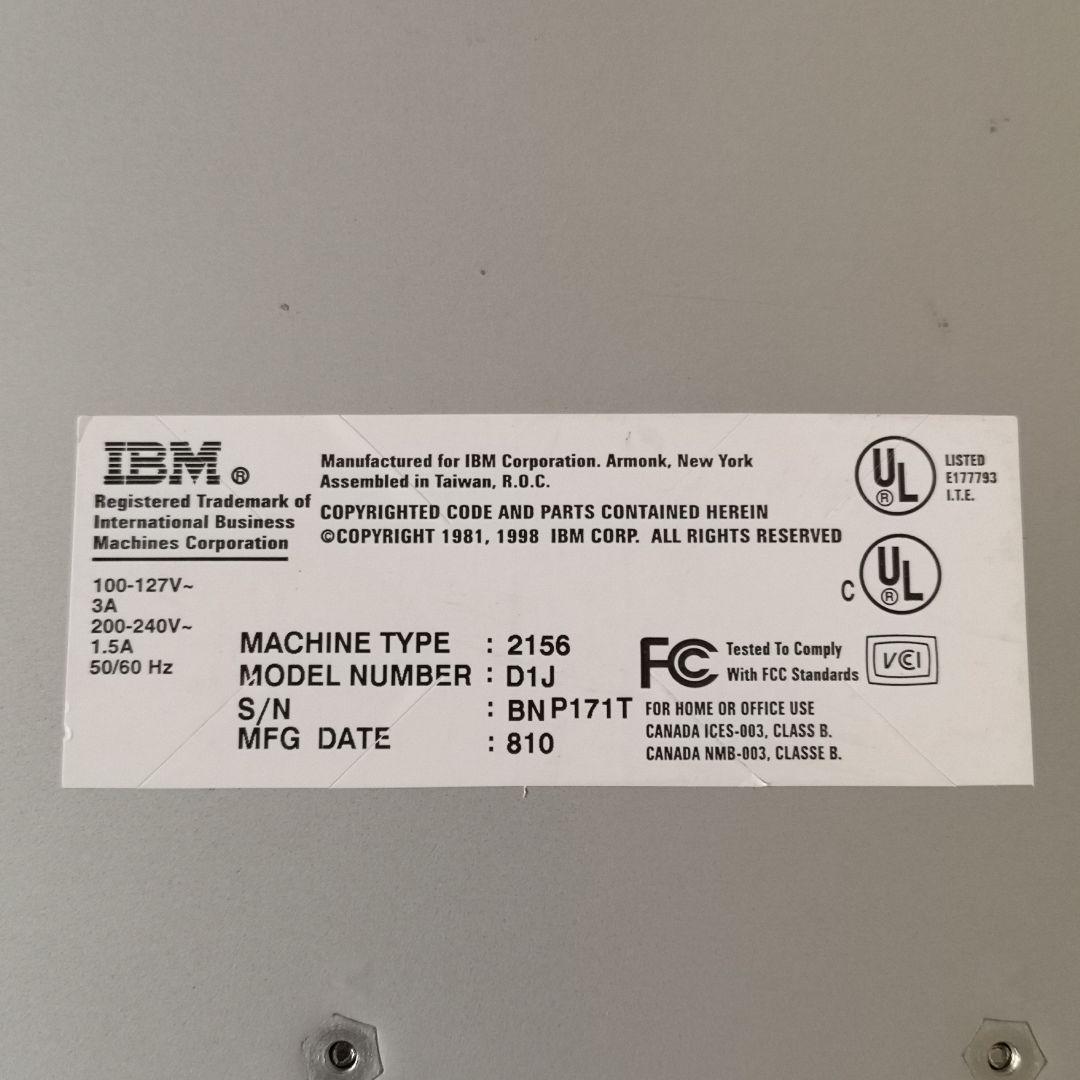 IBM ®
Registered Trademark of
International Business
Machines Corporation
Manufactured for IBM Corporation. Armonk, New York
Assembled in Taiwan, R.O.C.
COPYRIGHTED CODE AND PARTS CONTAINED HEREIN
©COPYRIGHT 1981, 1998 IBM CORP. ALL RIGHTS RESERVED
UL ®
LISTED
E177793
I.T.E.
C UL ®
100-127V~
3A
200-240V~
1.5A
50/60 Hz
MACHINE TYPE : 2156
MODEL NUMBER : D1J
S/N : BNP171T
MFG DATE : 810
FC Tested To Comply
With FCC Standards
VCI
FOR HOME OR OFFICE USE
CANADA ICES-003, CLASS B.
CANADA NMB-003, CLASSE B.